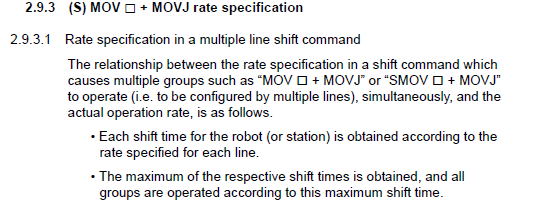 2.9.3 (S) MOV □ + MOVJ rate specification
2.9.3.1 Rate specification in a multiple line shift command
The relationship between the rate specification in a shift command which
causes multiple groups such as “MOV □ + MOVJ” or “SMOV □ + MOVJ”
to operate (i.e. to be configured by multiple lines), simultaneously, and the
actual operation rate, is as follows.
• Each shift time for the robot (or station) is obtained according to the
rate specified for each line.
• The maximum of the respective shift times is obtained, and all
groups are operated according to this maximum shift time.